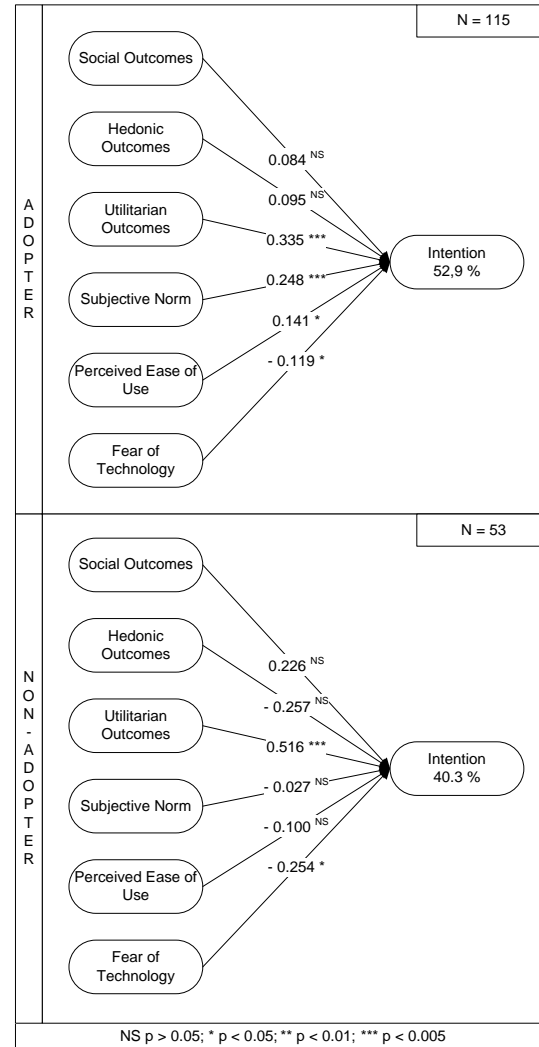 N = 115
ADOPTER
Social Outcomes
Hedonic
Outcomes
Utilitarian
Outcomes
Subjective Norm
Perceived Ease of
Use
Fear of
Technology
0.084 NS
0.095 NS
0.335 ***
0.248 ***
0.141 *
- 0.119 *
Intention
52,9 %
N = 53
NON-ADOPTER
Social Outcomes
Hedonic
Outcomes
Utilitarian
Outcomes
Subjective Norm
Perceived Ease of
Use
Fear of
Technology
0.226 NS
- 0.257 NS
0.516 ***
- 0.027 NS
- 0.100 NS
- 0.254 *
Intention
40.3 %
NS p > 0.05; * p < 0.05; ** p < 0.01; *** p < 0.005